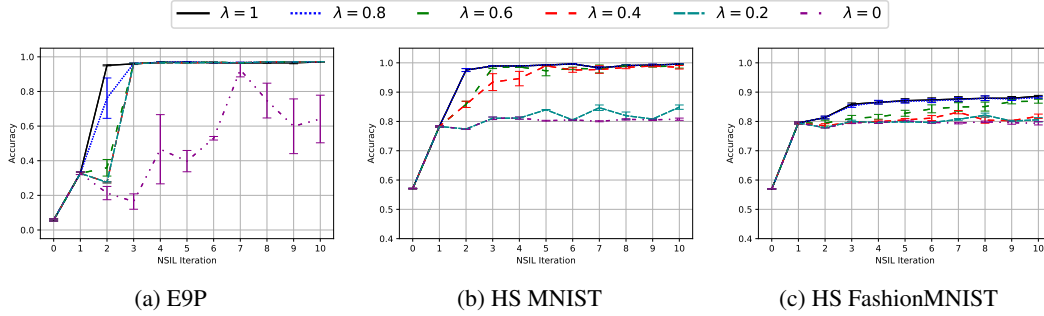 λ = 1 λ = 0.8 λ = 0.6 λ = 0.4 λ = 0.2 λ = 0
1.0
0.8
0.6
0.4
0.2
0.0
Accuracy
0 1 2 3 4 5 6 7 8 9 10
NSIL Iteration
(a) E9P
1.0
0.9
0.8
0.7
0.6
0.5
0.4
Accuracy
0 1 2 3 4 5 6 7 8 9 10
NSIL Iteration
(b) HS MNIST
1.0
0.9
0.8
0.7
0.6
0.5
0.4
Accuracy
0 1 2 3 4 5 6 7 8 9 10
NSIL Iteration
(c) HS FashionMNIST